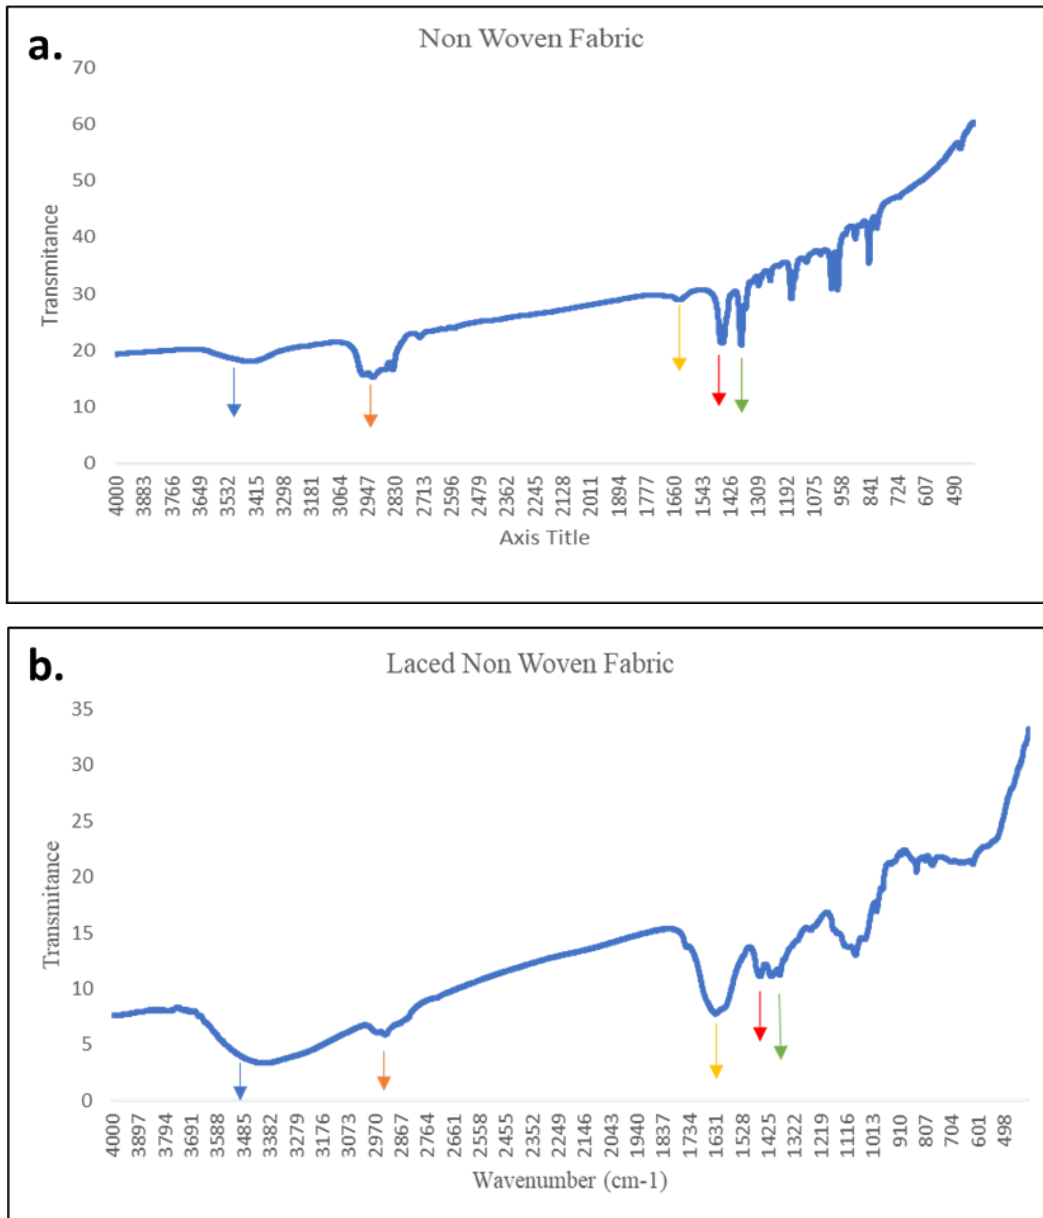 a.
Non Woven Fabric
70
60
50
40
30
20
10
0
Transmitance
4000 3883 3766 3649 3532 3415 3298 3181 3064 2947 2830 2713 2596 2479 2362 2245 2128 2011 1894 1777 1660 1543 1426 1309 1192 1075 958 841 724 607 490
Axis Title
b.
Laced Non Woven Fabric
35
30
25
20
15
10
5
0
Transmitance
4000 3897 3794 3691 3588 3485 3382 3279 3176 3073 2970 2867 2764 2661 2558 2455 2352 2249 2146 2043 1940 1837 1734 1631 1528 1425 1322 1219 1116 1013 910 807 704 601 498
Wavenumber (cm-1)